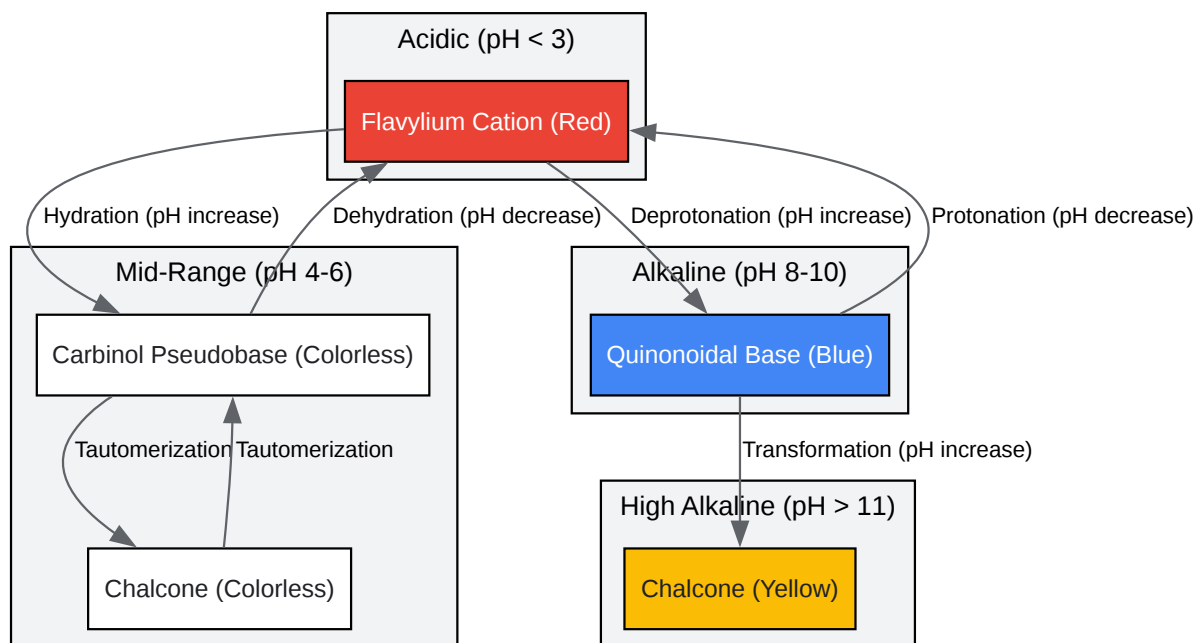 Acidic (pH < 3)
Flavylium Cation (Red)
Hydration (pH increase)
Dehydration (pH decrease)
Deprotonation (pH increase)
Protonation (pH decrease)
Mid-Range (pH 4-6)
Alkaline (pH 8-10)
Carbinol Pseudobase (Colorless)
Quinonoidal Base (Blue)
Tautomerization
Tautomerization
Transformation (pH increase)
High Alkaline (pH > 11)
Chalcone (Colorless)
Chalcone (Yellow)